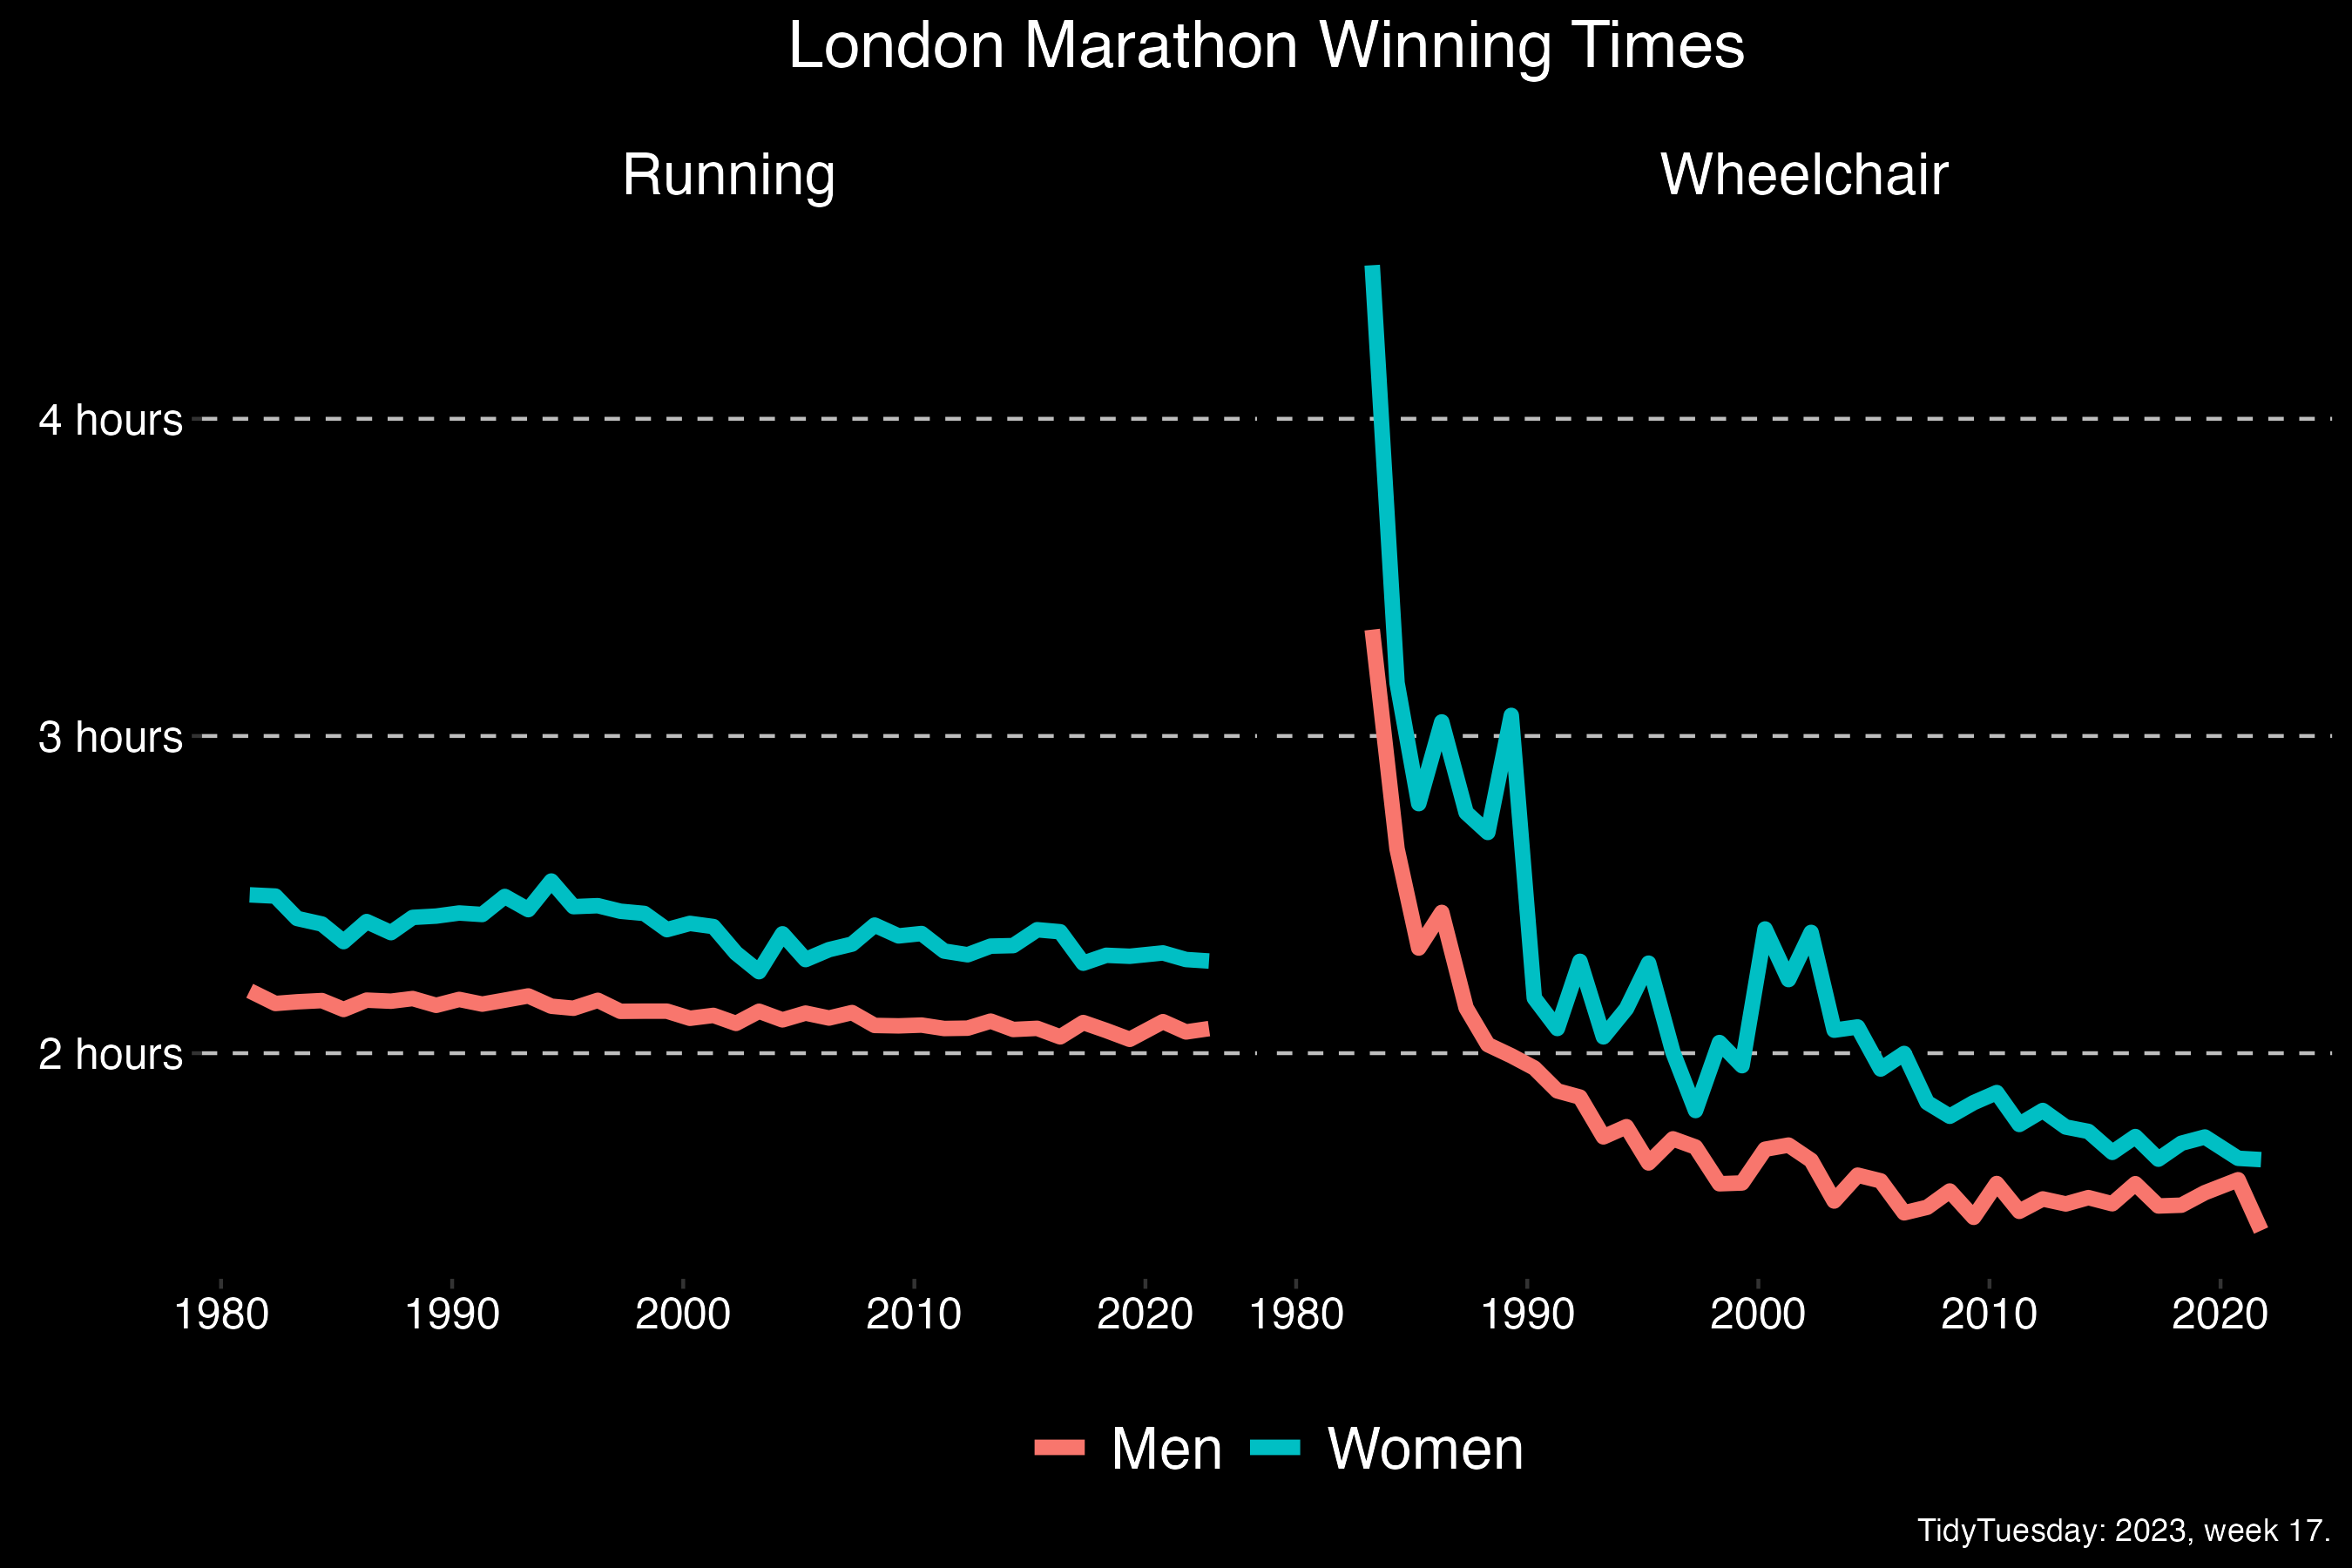 London Marathon Winning Times
Running
Wheelchair
4 hours
3 hours
2 hours
1980 1990 2000 2010 2020 1980 1990 2000 2010 2020
Men Women
TidyTuesday: 2023, week 17.